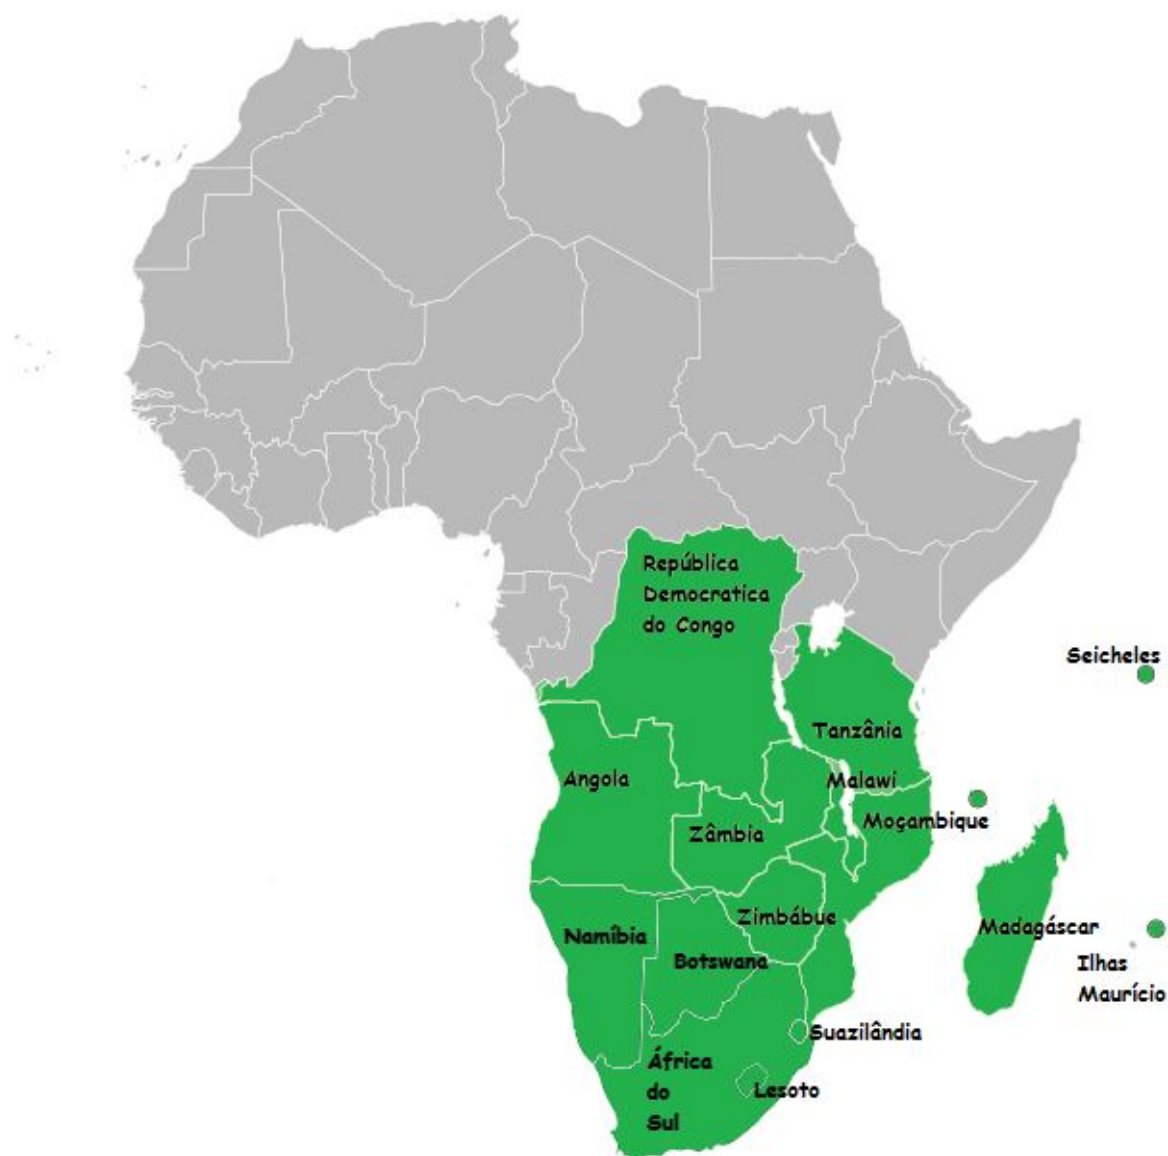 República
Democratica
do Congo
Seicheles
Tanzânia
Angola
Malawi
Moçambique
Zâmbia
Zimbábue
Madagáscar
Namíbia
Botswana
Ilhas
Maurício
Suazilândia
África
do
Sul
Lesoto